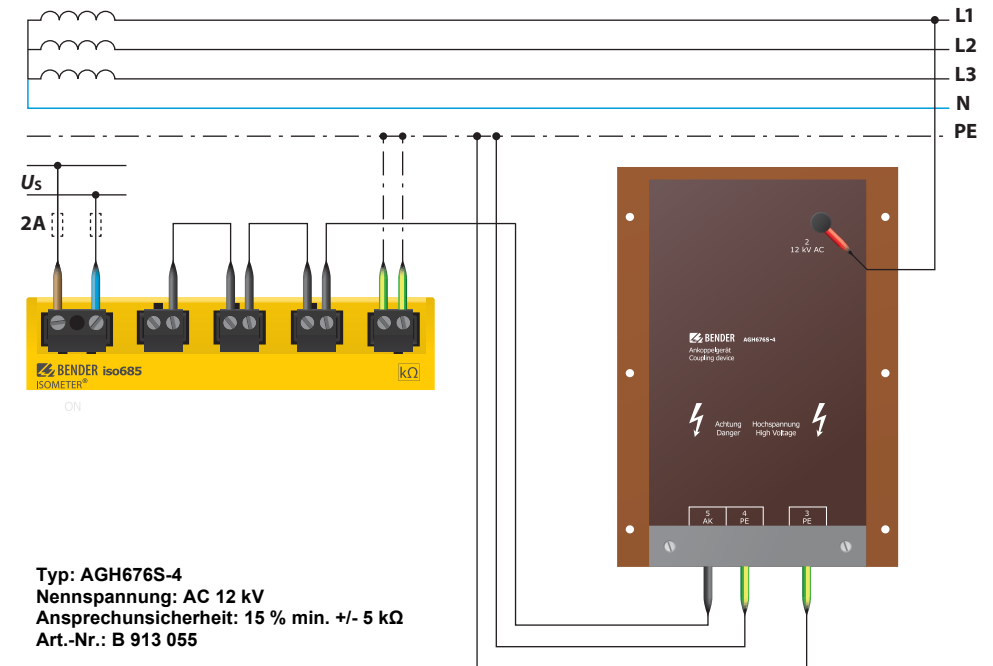 L1
L2
L3
N
PE
US
2A
2
12 kV AC
BENDER iso685
ISOMETER®
kΩ
ON
BENDER AGH676S-4
Ankoppelgerät
Coupling device
Achtung Hochspannung
Danger High Voltage
5 4 3
AK PE PE
Typ: AGH676S-4
Nennspannung: AC 12 kV
Ansprechunsicherheit: 15 % min. +/- 5 kΩ
Art.-Nr.: B 913 055